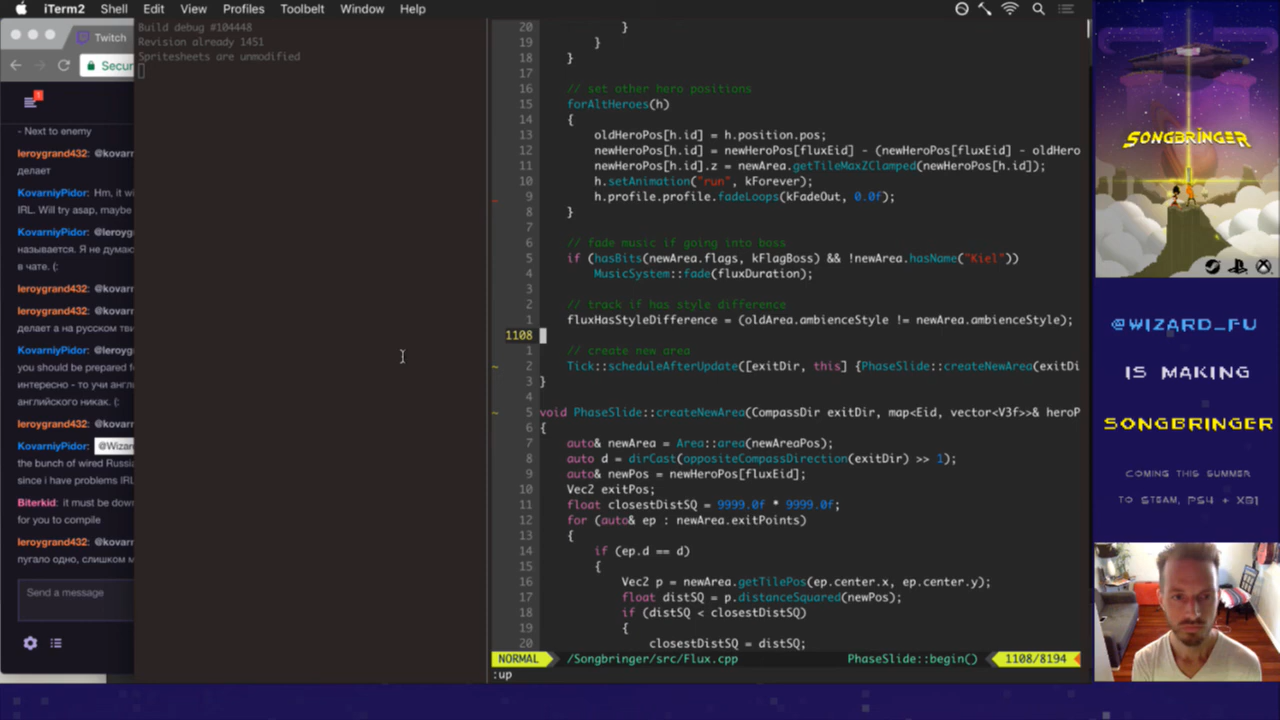 iTerm2 Shell Edit View Profiles Toolbelt Window Help
Twitch
Secur
1
- Next to enemy
leroygrand432: @kovarr
делает
KovarniyPidor: Hm, it wi
IRL. Will try asap, maybe
KovarniyPidor: @leroyg
называется. Я не думаю
в чате. (:
leroygrand432: @kovarr
leroygrand432: @kovarr
делает а на русском тви
KovarniyPidor: @leroyg
you should be prepared f
интересно - то учи англ
английского никак. (:
leroygrand432: @kovarr
KovarniyPidor: @Wizar
the bunch of wired Russia
since i have problems IRL
Biterkid: it must be dow
for you to compile
leroygrand432: @kovarr
пугало одно, слишком м
Send a message
Build debug #104448
Revision already 1451
Spritesheets are unmodified
20 }
19 }
18 }
17
16 // set other hero positions
15 forAltHeroes(h)
14 {
13 oldHeroPos[h.id] = h.position.pos;
12 newHeroPos[h.id] = newHeroPos[fluxEid] - (newHeroPos[fluxEid] - oldHero
11 newHeroPos[h.id].z = newArea.getTileMaxZClamped(newHeroPos[h.id]);
10 h.setAnimation("run", kForever);
9 h.profile.profile.fadeLoops(kFadeOut, 0.0f);
8 }
7
6 // fade music if going into boss
5 if (hasBits(newArea.flags, kFlagBoss) && !newArea.hasName("Kiel"))
4 MusicSystem::fade(fluxDuration);
3
2 // track if has style difference
1 fluxHasStyleDifference = (oldArea.ambienceStyle != newArea.ambienceStyle);
1108
1 // create new area
2 Tick::scheduleAfterUpdate([exitDir, this] {PhaseSlide::createNewArea(exitDi
3 }
4
5 void PhaseSlide::createNewArea(CompassDir exitDir, map<Eid, vector<V3f>>& heroP
6 {
7 auto& newArea = Area::area(newAreaPos);
8 auto d = dirCast(oppositeCompassDirection(exitDir) >> 1);
9 auto& newPos = newHeroPos[fluxEid];
10 Vec2 exitPos;
11 float closestDistSQ = 9999.0f * 9999.0f;
12 for (auto& ep : newArea.exitPoints)
13 {
14 if (ep.d == d)
15 {
16 Vec2 p = newArea.getTilePos(ep.center.x, ep.center.y);
17 float distSQ = p.distanceSquared(newPos);
18 if (distSQ < closestDistSQ)
19 {
20 closestDistSQ = distSQ;
NORMAL /Songbringer/src/Flux.cpp PhaseSlide::begin() 1108/8194
:up
SONGBRINGER
@WIZARD_FU
IS MAKING
SONGBRINGER
COMING THIS SUMMER
TO STEAM, PS4 + XB1